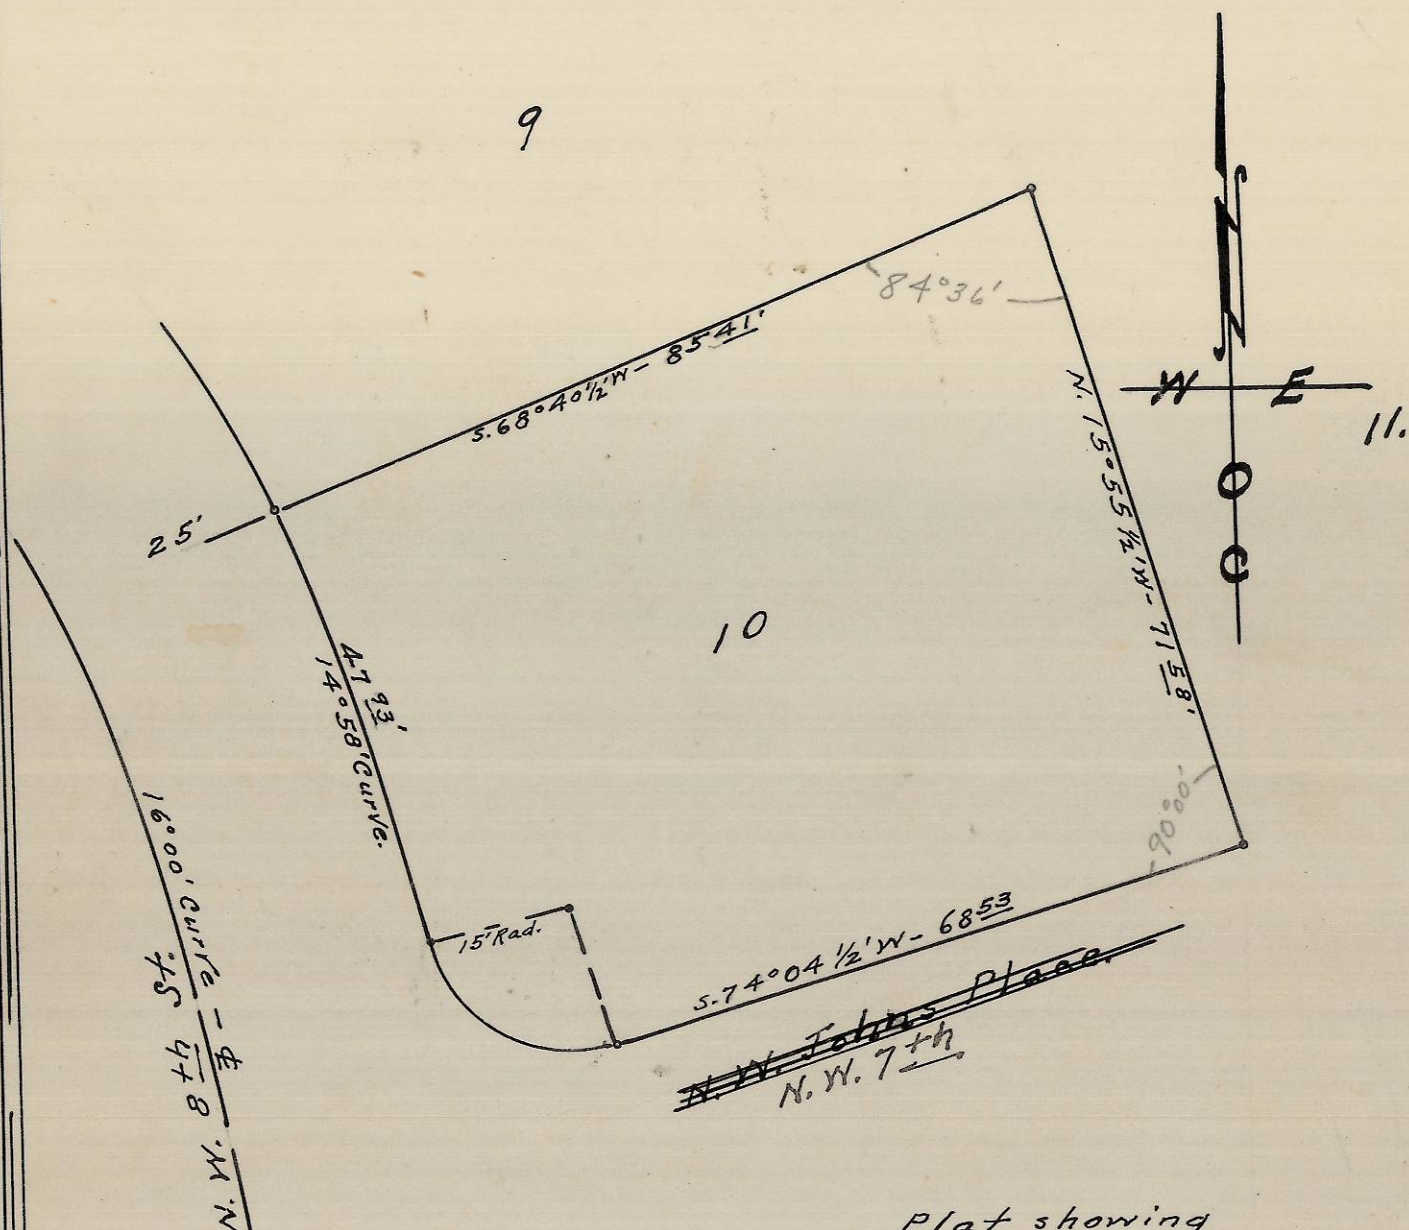 9
84°36'
S.68°40½'W- 85 41'
W E
11.
N. 15°55½'W- 71 58'
25'
10
47 93'
14°58'Curve.
90°00'
16°00'Curve - ℄
15' Rad.
S.74°04½'W- 68 53
N.W. Johns Place.
N.W. 7th.
N.W. 8th St.
Plat showing